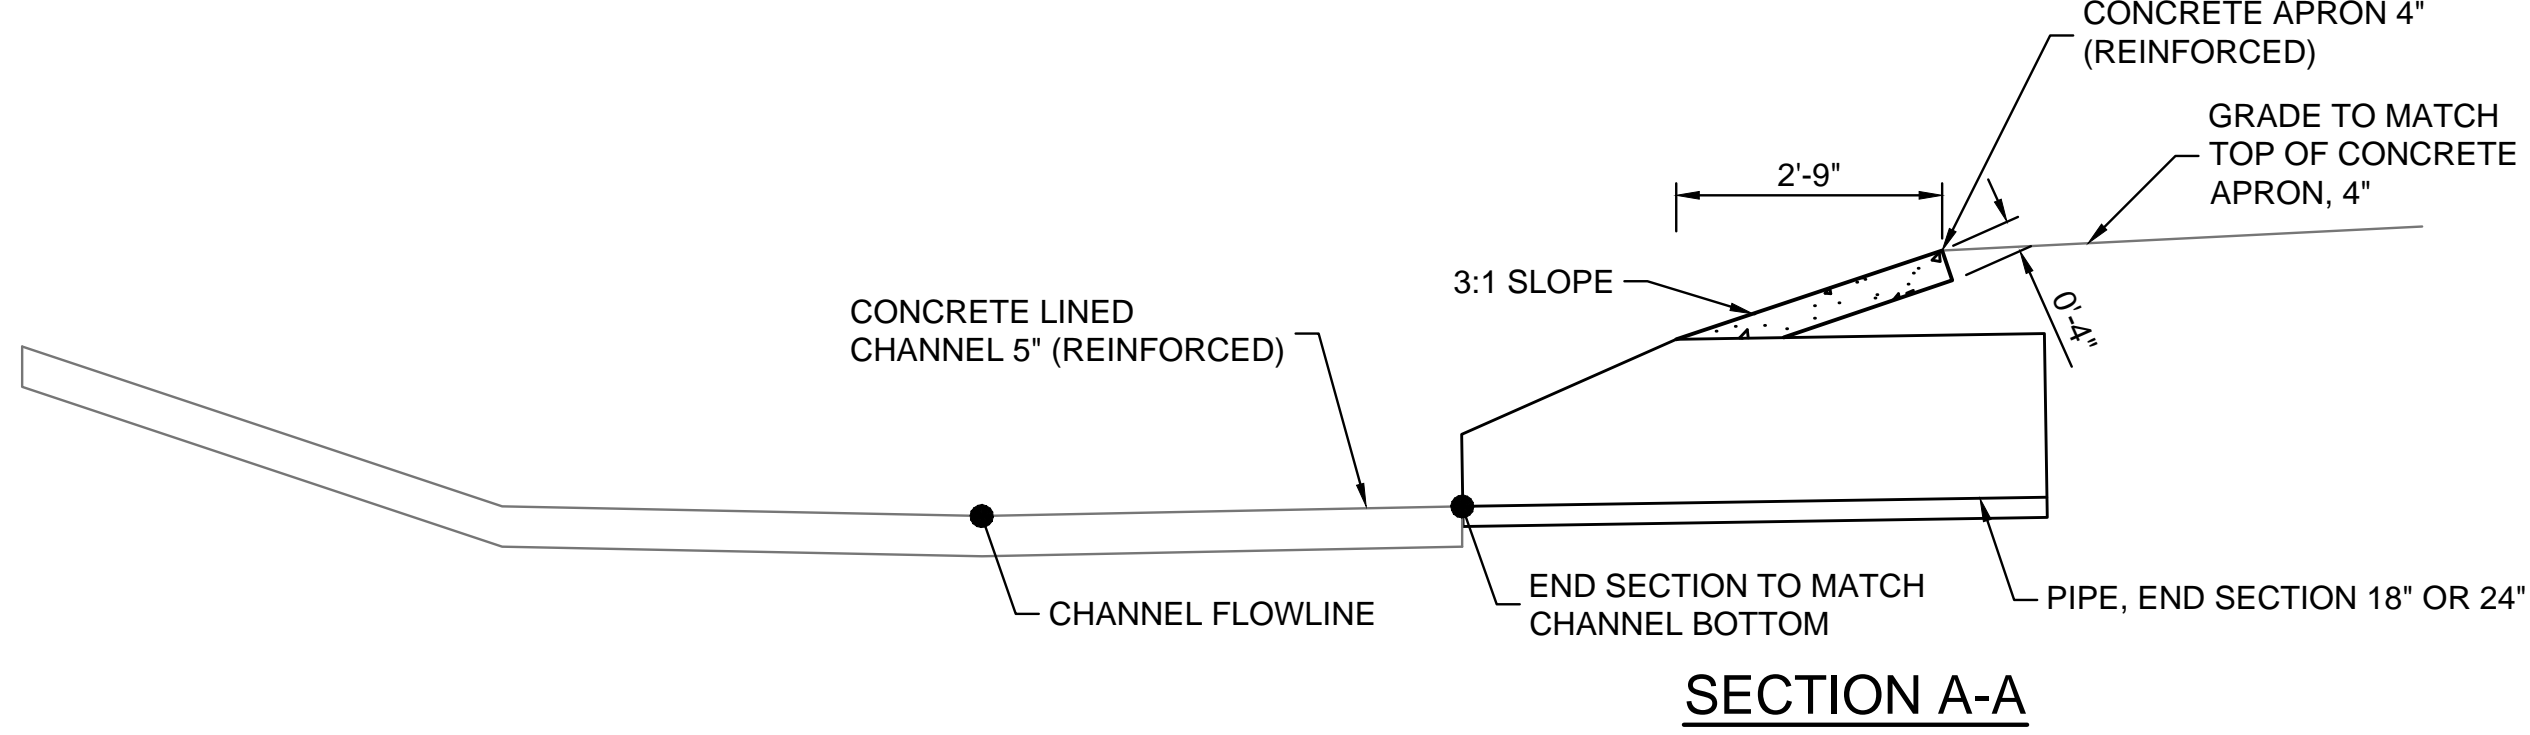 CONCRETE APRON 4"
(REINFORCED)
GRADE TO MATCH
TOP OF CONCRETE
APRON, 4"
2'-9"
3:1 SLOPE
0'-4"
CONCRETE LINED
CHANNEL 5" (REINFORCED)
CHANNEL FLOWLINE
END SECTION TO MATCH
CHANNEL BOTTOM
PIPE, END SECTION 18" OR 24"
SECTION A-A